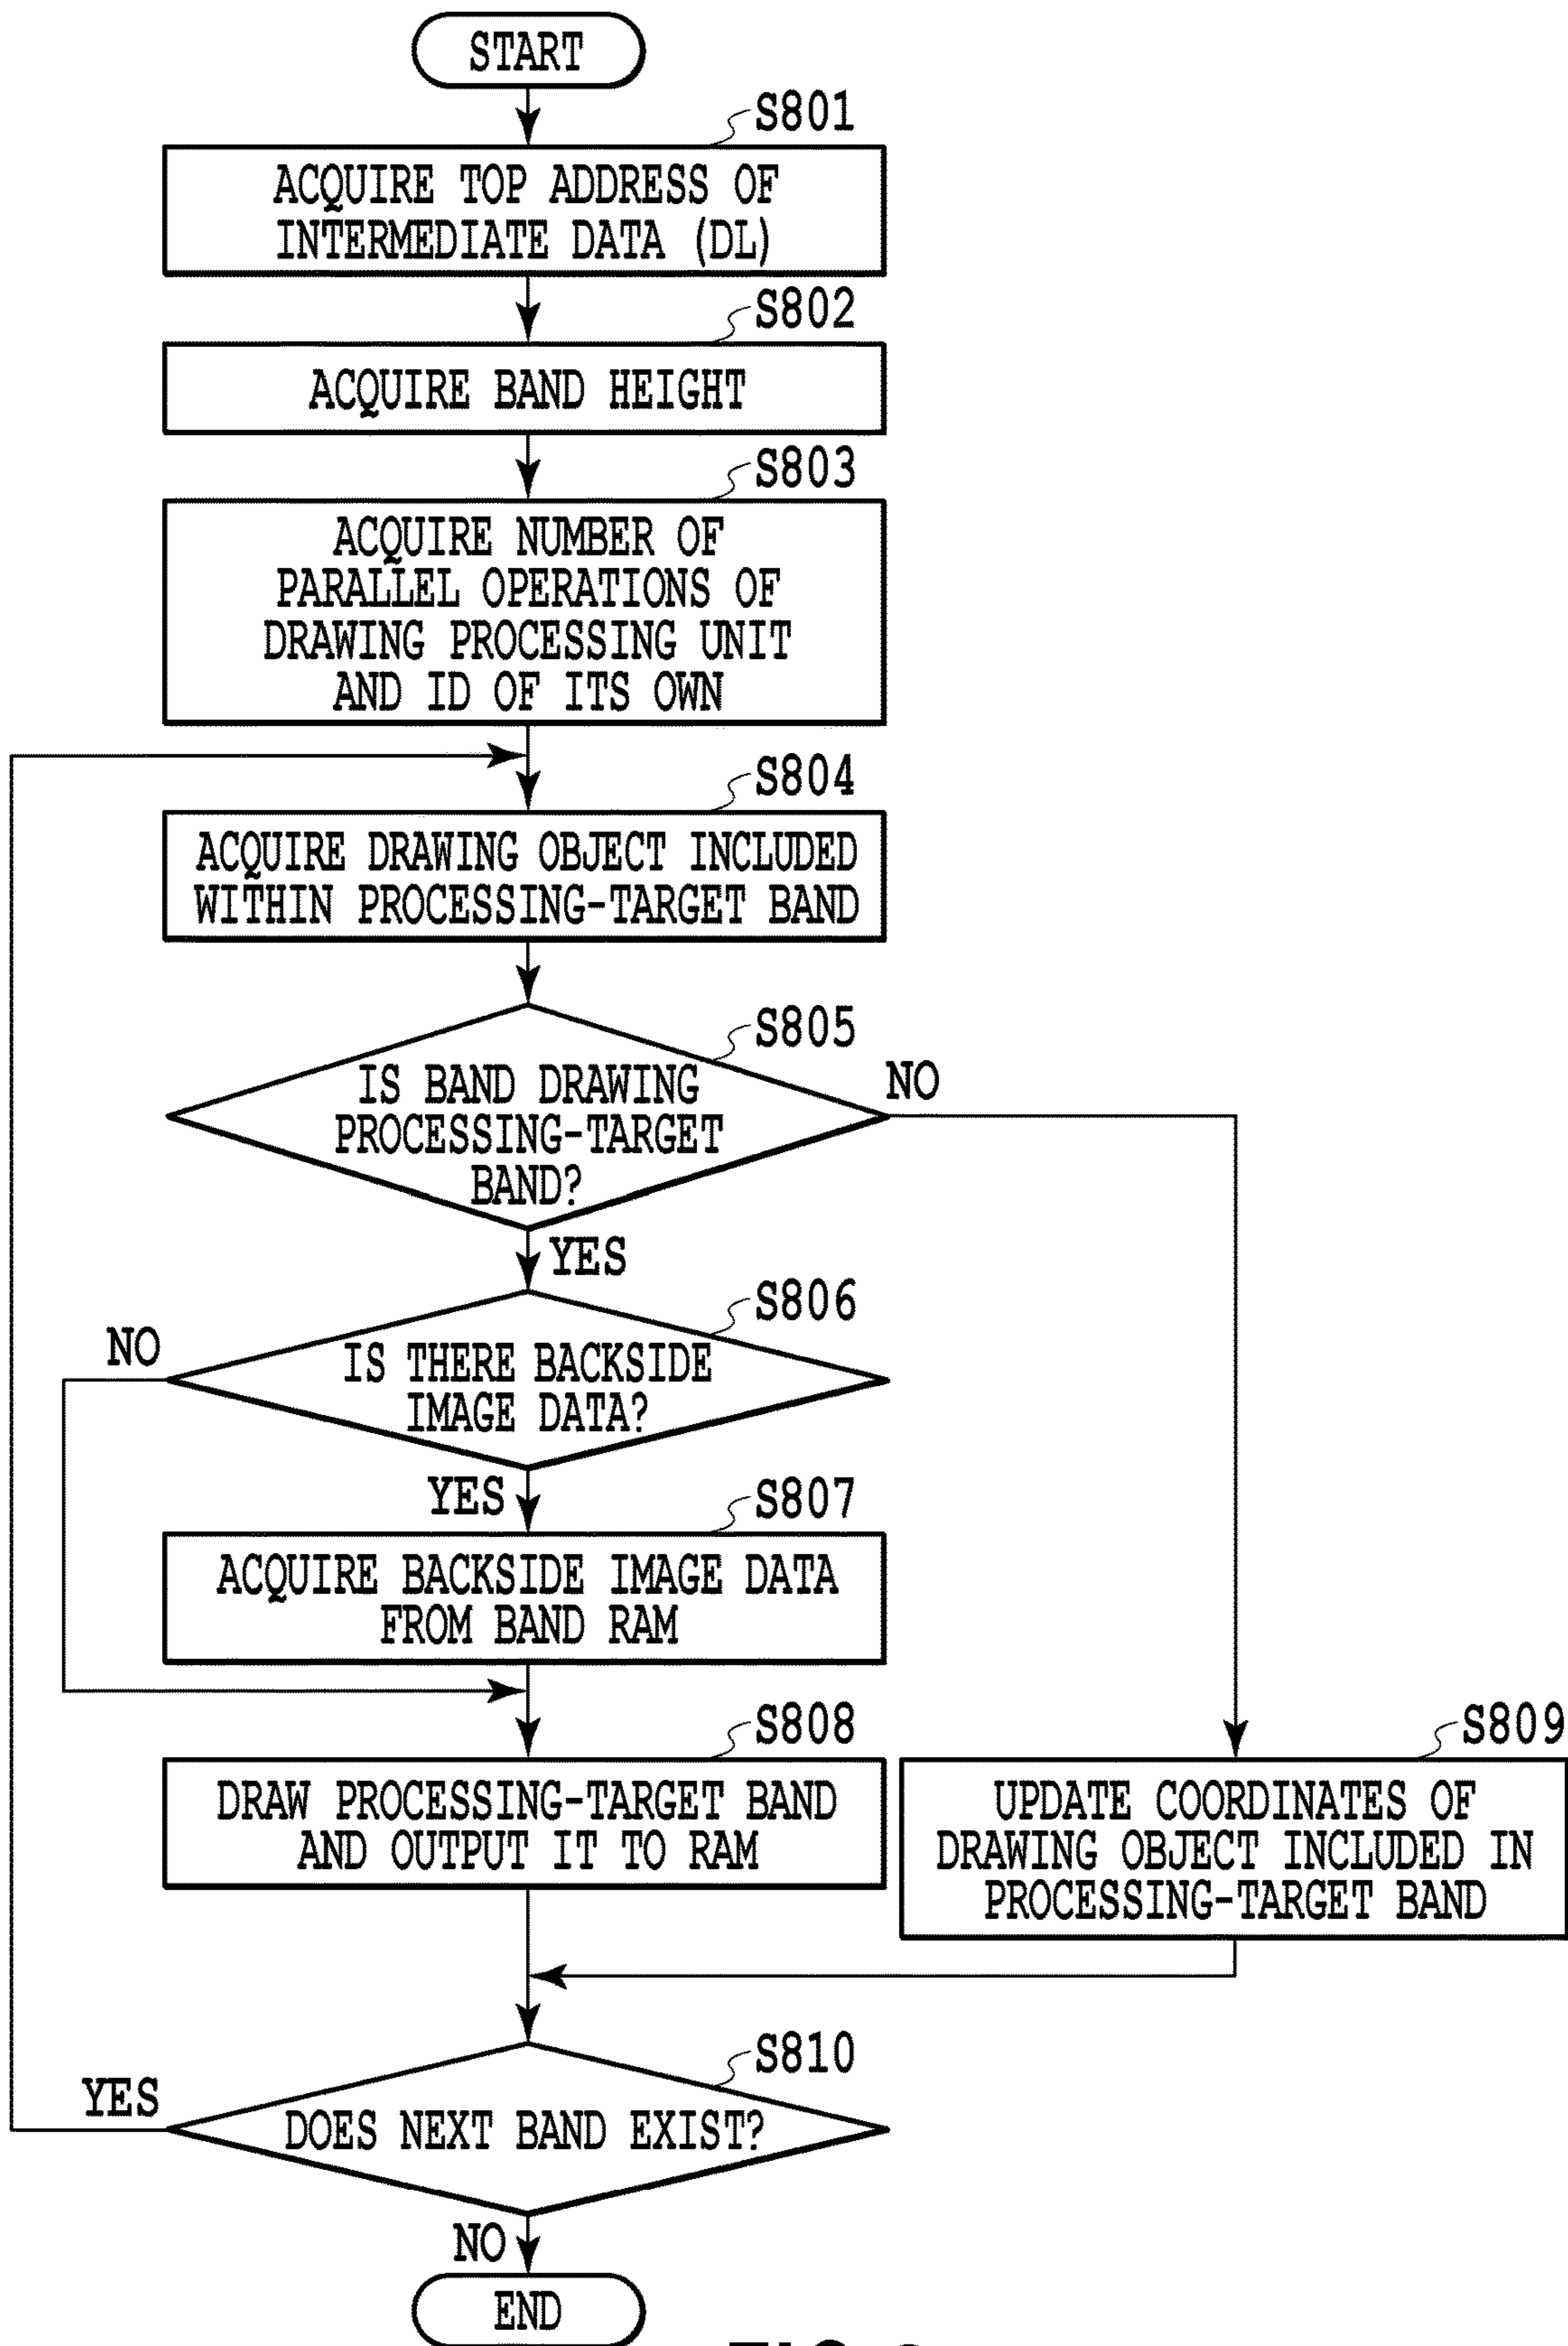 START
S801
ACQUIRE TOP ADDRESS OF
INTERMEDIATE DATA (DL)
S802
ACQUIRE BAND HEIGHT
S803
ACQUIRE NUMBER OF
PARALLEL OPERATIONS OF
DRAWING PROCESSING UNIT
AND ID OF ITS OWN
S804
ACQUIRE DRAWING OBJECT INCLUDED
WITHIN PROCESSING-TARGET BAND
S805
IS BAND DRAWING
PROCESSING-TARGET
BAND?
NO
YES
S806
IS THERE BACKSIDE
IMAGE DATA?
NO
YES
S807
ACQUIRE BACKSIDE IMAGE DATA
FROM BAND RAM
S808
DRAW PROCESSING-TARGET BAND
AND OUTPUT IT TO RAM
S809
UPDATE COORDINATES OF
DRAWING OBJECT INCLUDED IN
PROCESSING-TARGET BAND
S810
DOES NEXT BAND EXIST?
YES
NO
END